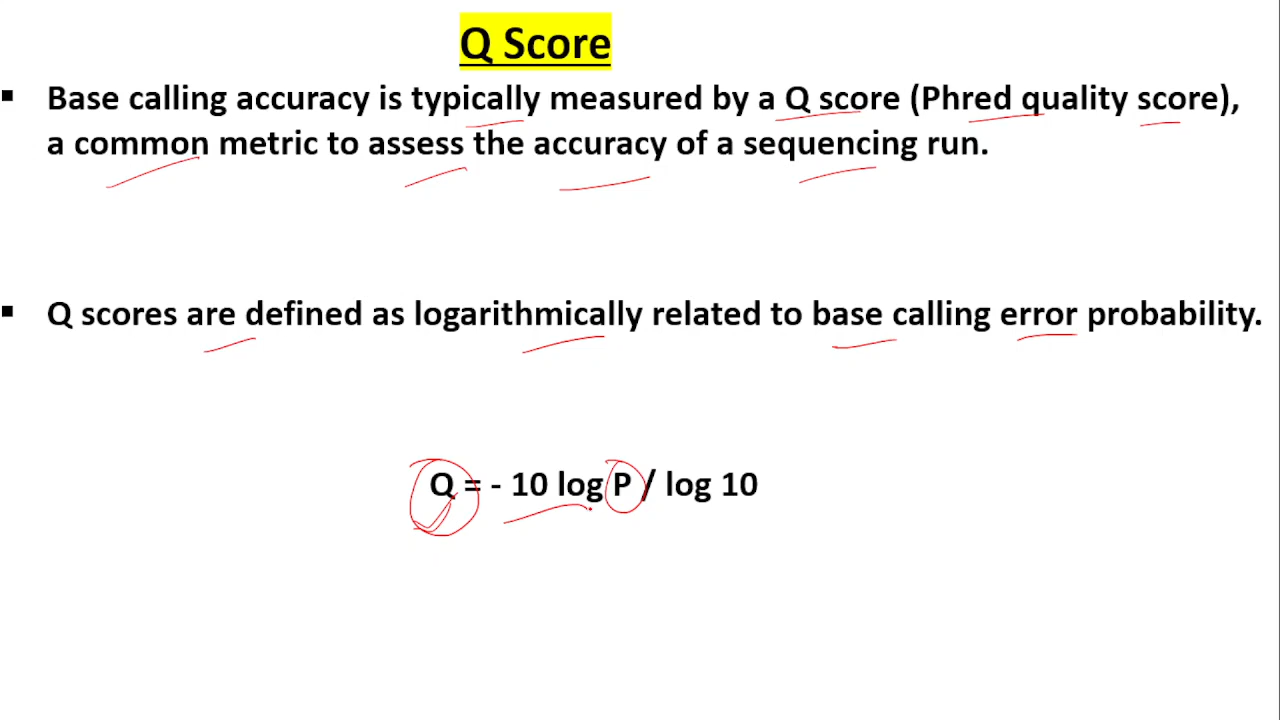 Q Score
▪ Base calling accuracy is typically measured by a Q score (Phred quality score),
a common metric to assess the accuracy of a sequencing run.
▪ Q scores are defined as logarithmically related to base calling error probability.
Q = - 10 log P / log 10